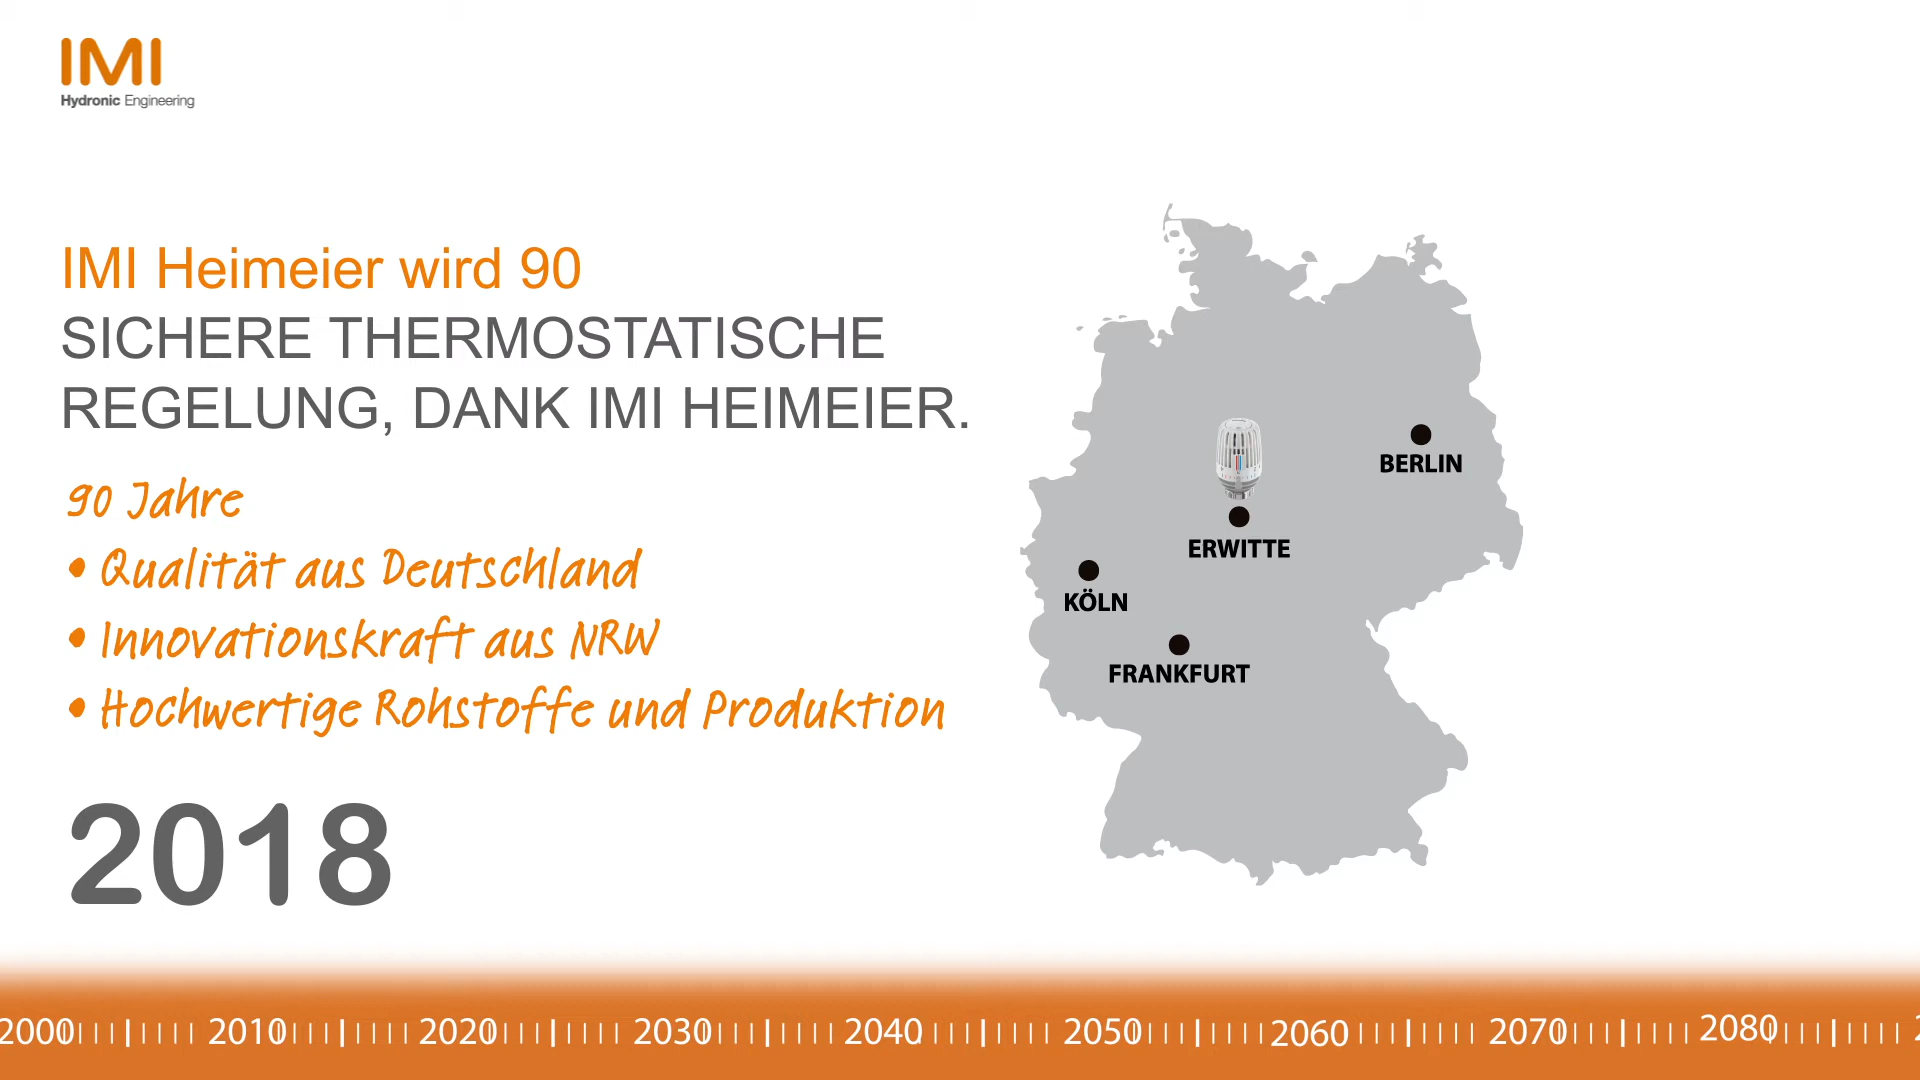 IMI
Hydronic Engineering
IMI Heimeier wird 90
SICHERE THERMOSTATISCHE
REGELUNG, DANK IMI HEIMEIER.
90 Jahre
• Qualität aus Deutschland
• Innovationskraft aus NRW
• Hochwertige Rohstoffe und Produktion
2018
BERLIN
ERWITTE
KÖLN
FRANKFURT
2000 2010 2020 2030 2040 2050 2060 2070 2080